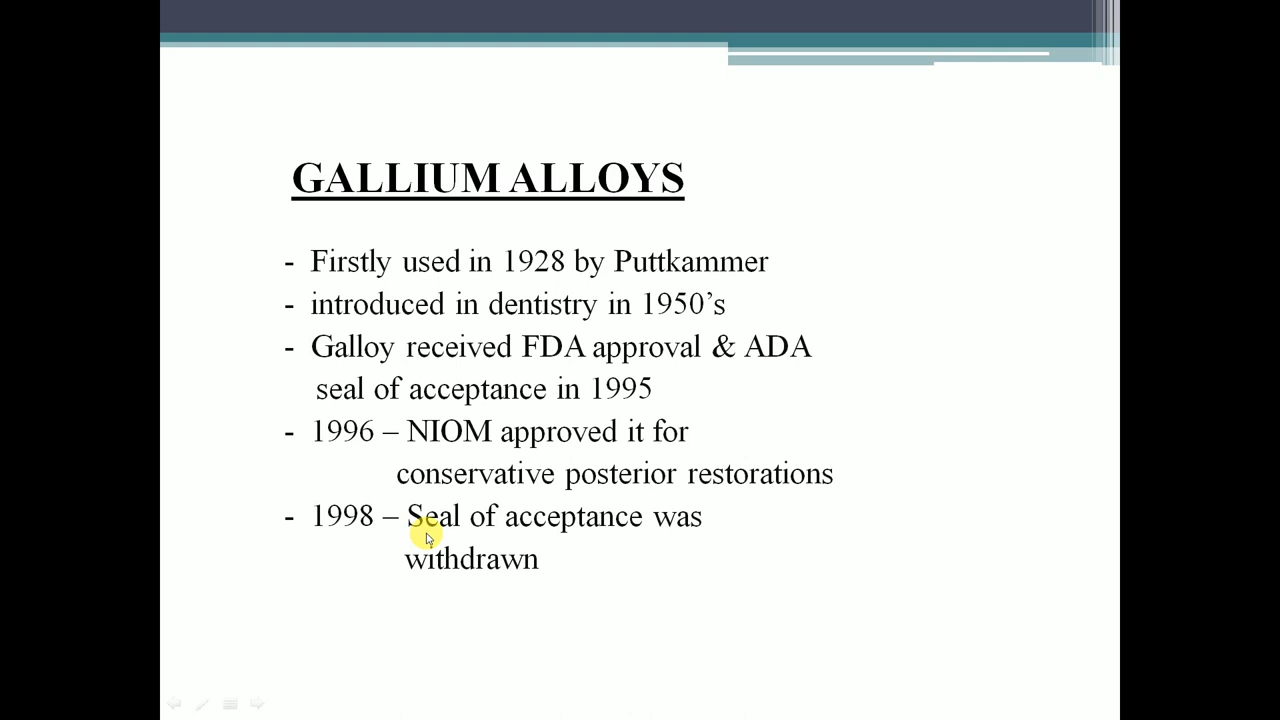 GALLIUM ALLOYS
- Firstly used in 1928 by Puttkammer
- introduced in dentistry in 1950’s
- Galloy received FDA approval & ADA
seal of acceptance in 1995
- 1996 – NIOM approved it for
conservative posterior restorations
- 1998 – Seal of acceptance was
withdrawn